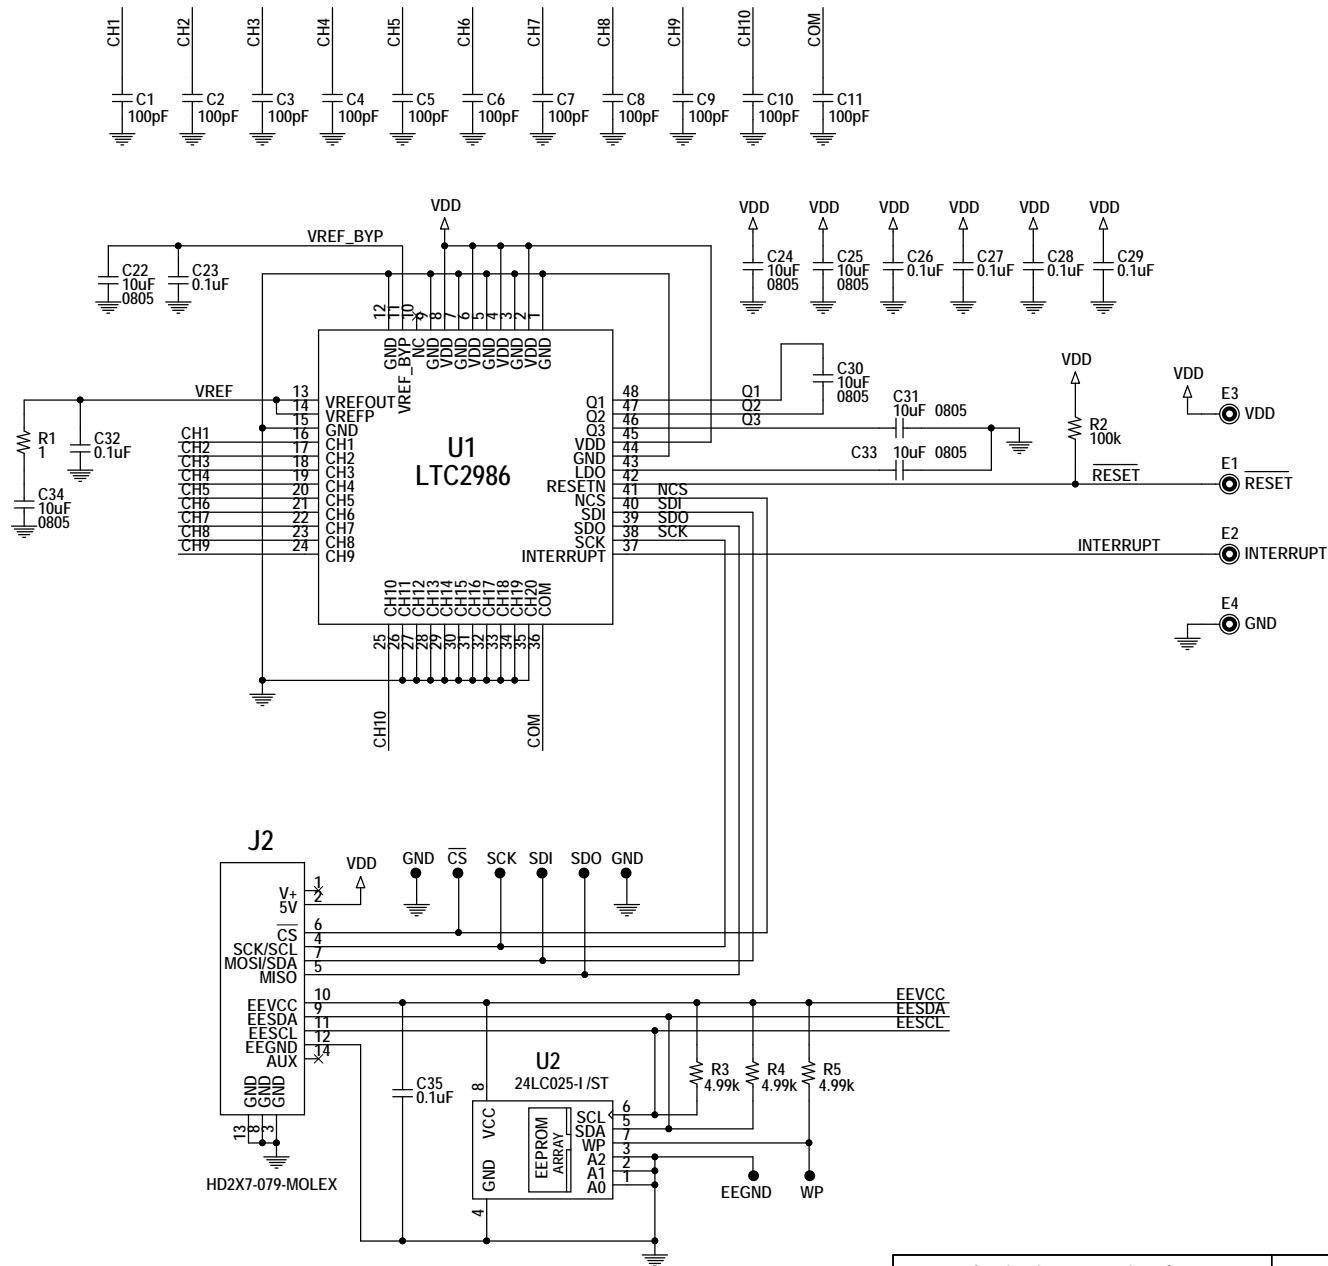 CH1 CH2 CH3 CH4 CH5 CH6 CH7 CH8 CH9 CH10 COM
C1 C2 C3 C4 C5 C6 C7 C8 C9 C10 C11
100pF 100pF 100pF 100pF 100pF 100pF 100pF 100pF 100pF 100pF 100pF
VDD VDD VDD VDD VDD VDD VDD
VREF_BYP
C22 10uF 0805
C23 0.1uF
C24 10uF 0805
C25 10uF 0805
C26 0.1uF
C27 0.1uF
C28 0.1uF
C29 0.1uF
12 11 10 9 8 7 6 5 4 3 2 1
GND VREF_BYP NC GND VDD GND VDD GND VDD GND VDD GND
VREF
R1 1
C32 0.1uF
C34 10uF 0805
13 VREFOUT
14 VREFP
15 GND
CH1 16 CH1
CH2 17 CH2
CH3 18 CH3
CH4 19 CH4
CH5 20 CH5
CH6 21 CH6
CH7 22 CH7
CH8 23 CH8
CH9 24 CH9
U1
LTC2986
Q1 48 Q1
Q2 47 Q2
Q3 46 Q3
VDD 45
GND 44
LDO 43
RESETN 42
NCS 41 NCS
SDI 40 SDI
SDO 39 SDO
SCK 38 SCK
INTERRUPT 37
C30 10uF 0805
C31
10uF 0805
C33 10uF 0805
VDD
R2 100k
RESET
INTERRUPT
VDD
E3
VDD
E1
RESET
E2
INTERRUPT
E4
GND
CH10 CH11 CH12 CH13 CH14 CH15 CH16 CH17 CH18 CH19 CH20 COM
25 26 27 28 29 30 31 32 33 34 35 36
CH10
COM
J2
VDD
GND CS SCK SDI SDO GND
V+ 1
5V 2
CS 6
SCK/SCL 4
MOSI/SDA 7
MISO 5
EEVCC 10
EESDA 9
EESCL 11
EEGND 12
AUX 14
GND GND GND
13 8 3
HD2X7-079-MOLEX
EEVCC
EESDA
EESCL
C35 0.1uF
U2
24LC025-I /ST
R3 4.99k
R4 4.99k
R5 4.99k
8
VCC
EEPROM
ARRAY
GND
4
SCL 6
SDA 5
WP 7
A2 3
A1 2
A0 1
EEGND
WP